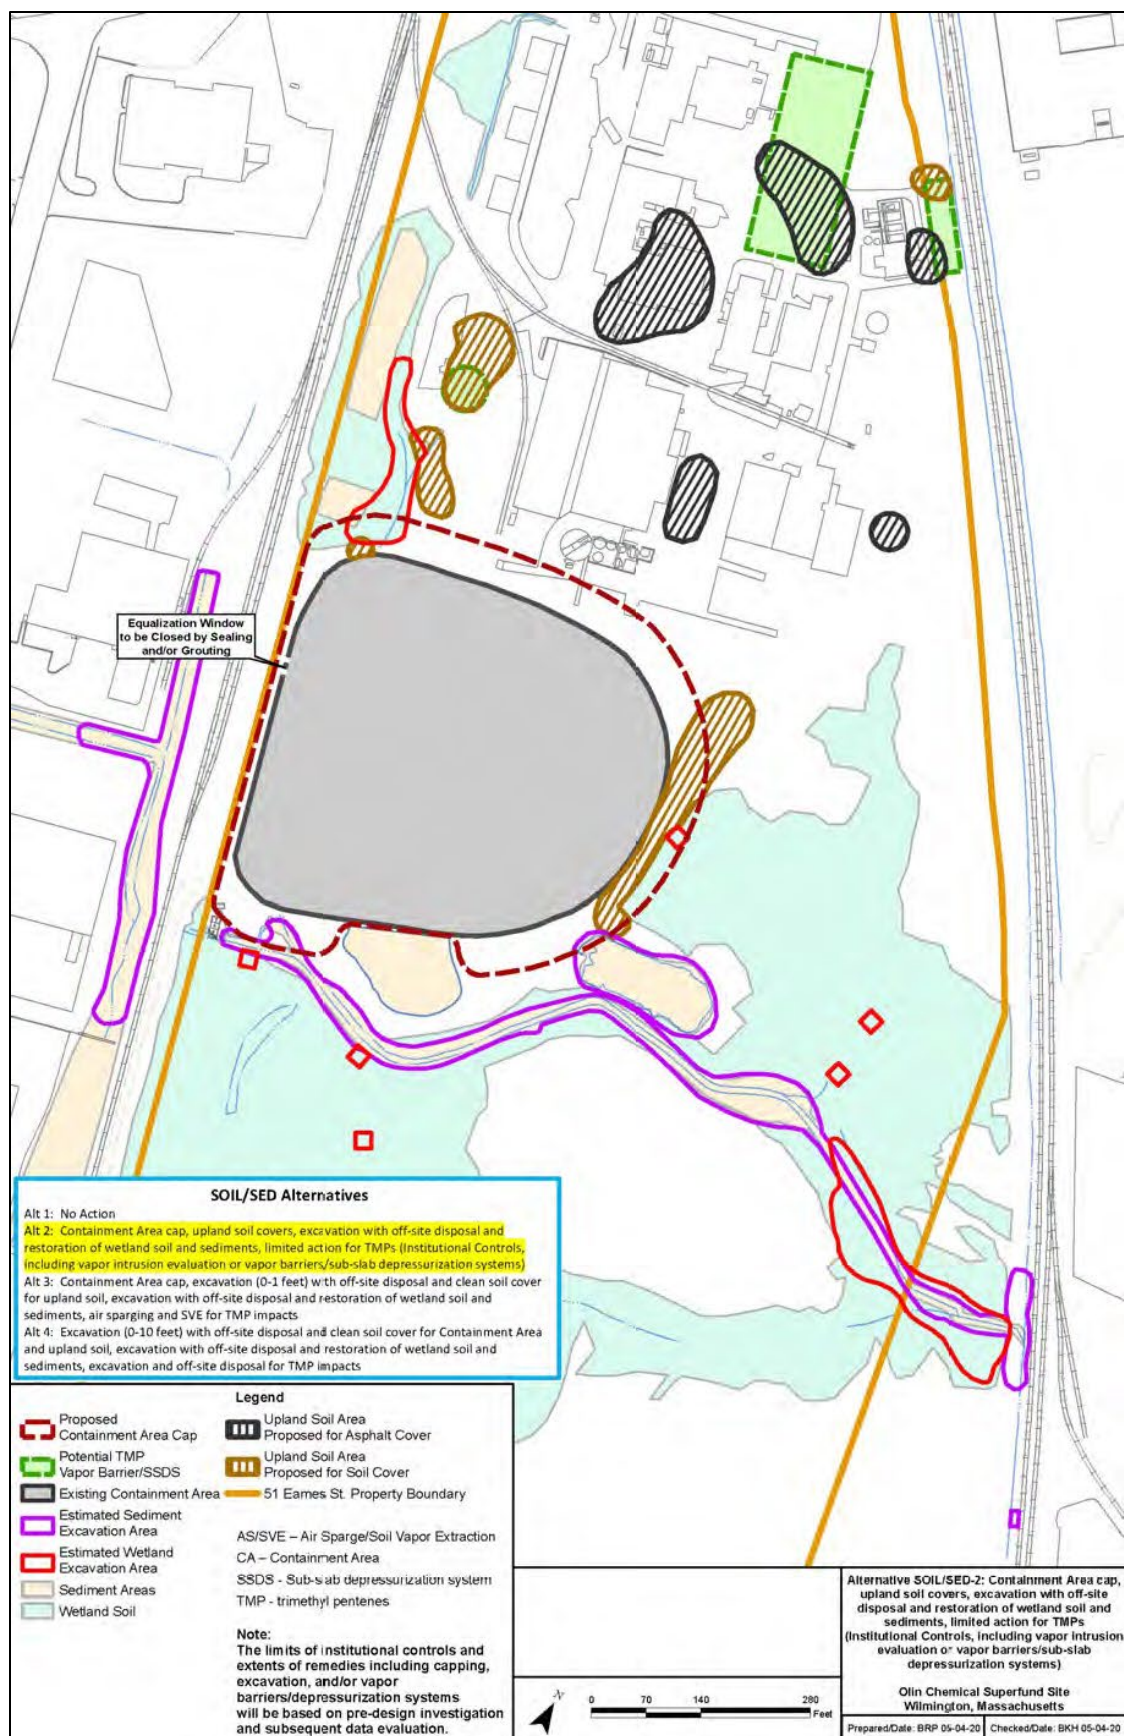 Equalization Window
to be Closed by Sealing
and/or Grouting
SOIL/SED Alternatives
Alt 1: No Action
Alt 2: Containment Area cap, upland soil covers, excavation with off-site disposal and
restoration of wetland soil and sediments, limited action for TMPs (Institutional Controls,
including vapor intrusion evaluation or vapor barriers/sub-slab depressurization systems)
Alt 3: Containment Area cap, excavation (0-1 feet) with off-site disposal and clean soil cover
for upland soil, excavation with off-site disposal and restoration of wetland soil and
sediments, air sparging and SVE for TMP impacts
Alt 4: Excavation (0-10 feet) with off-site disposal and clean soil cover for Containment Area
and upland soil, excavation with off-site disposal and restoration of wetland soil and
sediments, excavation and off-site disposal for TMP impacts
Legend
Proposed
Containment Area Cap
Potential TMP
Vapor Barrier/SSDS
Existing Containment Area
Estimated Sediment
Excavation Area
Estimated Wetland
Excavation Area
Sediment Areas
Wetland Soil
Upland Soil Area
Proposed for Asphalt Cover
Upland Soil Area
Proposed for Soil Cover
51 Eames St. Property Boundary
AS/SVE – Air Sparge/Soil Vapor Extraction
CA – Containment Area
SSDS - Sub-slab depressurization system
TMP - trimethyl pentenes
Note:
The limits of institutional controls and
extents of remedies including capping,
excavation, and/or vapor
barriers/depressurization systems
will be based on pre-design investigation
and subsequent data evaluation.
N
0 70 140 280
Feet
Alternative SOIL/SED-2: Containment Area cap,
upland soil covers, excavation with off-site
disposal and restoration of wetland soil and
sediments, limited action for TMPs
(Institutional Controls, including vapor intrusion
evaluation or vapor barriers/sub-slab
depressurization systems)
Olin Chemical Superfund Site
Wilmington, Massachusetts
Prepared/Date: BRP 05-04-20 Checked/Date: BKH 05-04-20